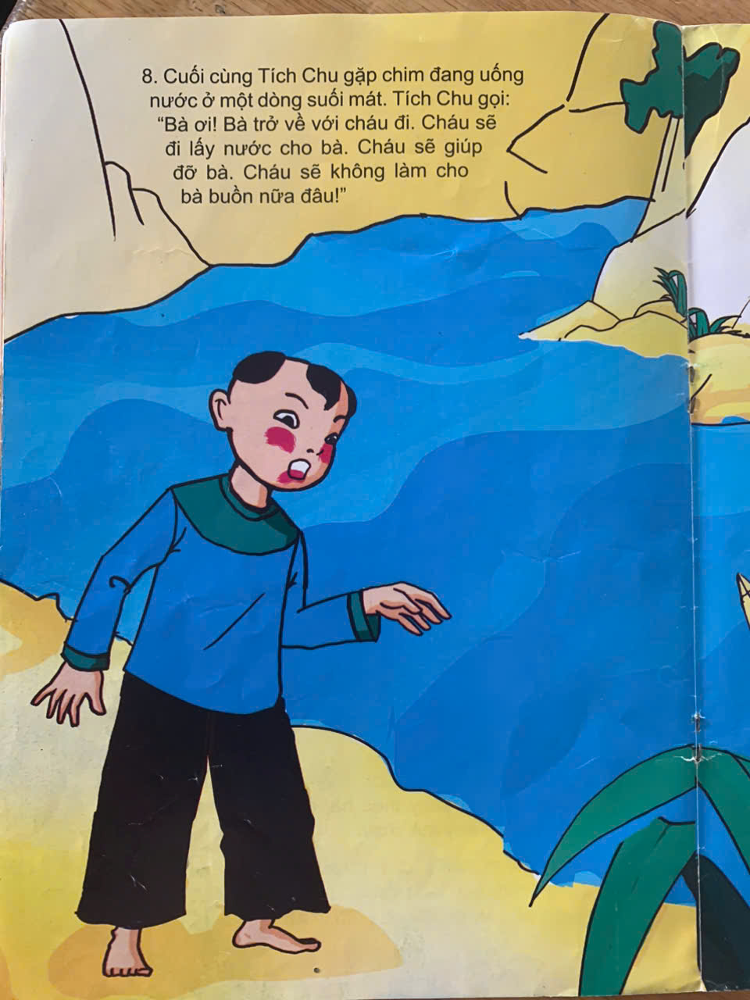 8. Cuối cùng Tích Chu gặp chim đang uống
nước ở một dòng suối mát. Tích Chu gọi:
“Bà ơi! Bà trở về với cháu đi. Cháu sẽ
đi lấy nước cho bà. Cháu sẽ giúp
đỡ bà. Cháu sẽ không làm cho
bà buồn nữa đâu!”